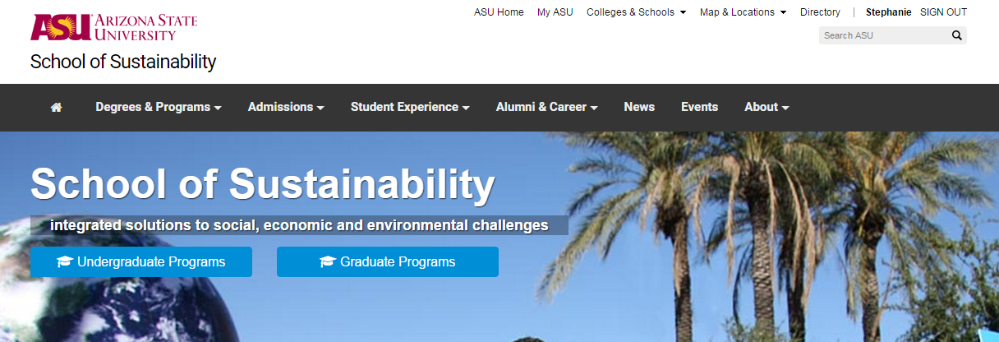 ASU ARIZONA STATE UNIVERSITY
School of Sustainability
ASU Home My ASU Colleges & Schools Map & Locations Directory | Stephanie SIGN OUT
Search ASU
Degrees & Programs Admissions Student Experience Alumni & Career News Events About
School of Sustainability
integrated solutions to social, economic and environmental challenges
Undergraduate Programs Graduate Programs